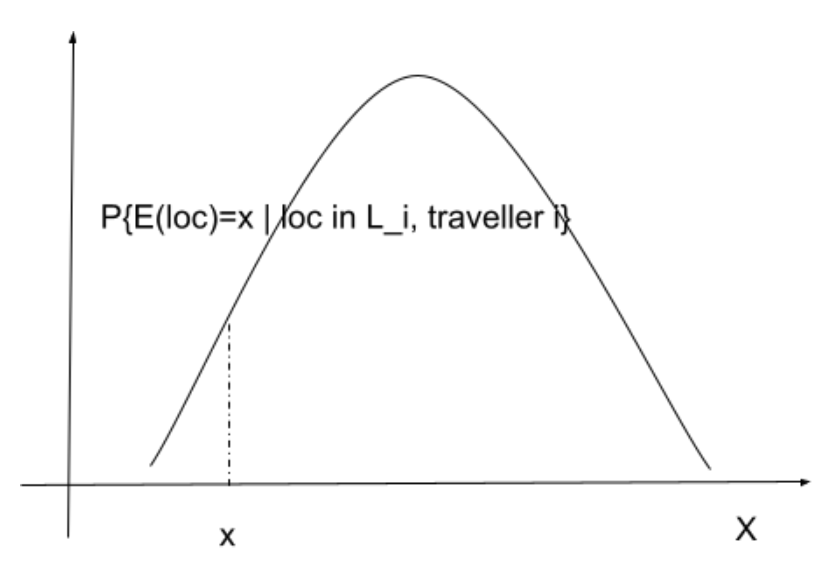 P{E(loc)=x | loc in L_i, traveller i}
x
X